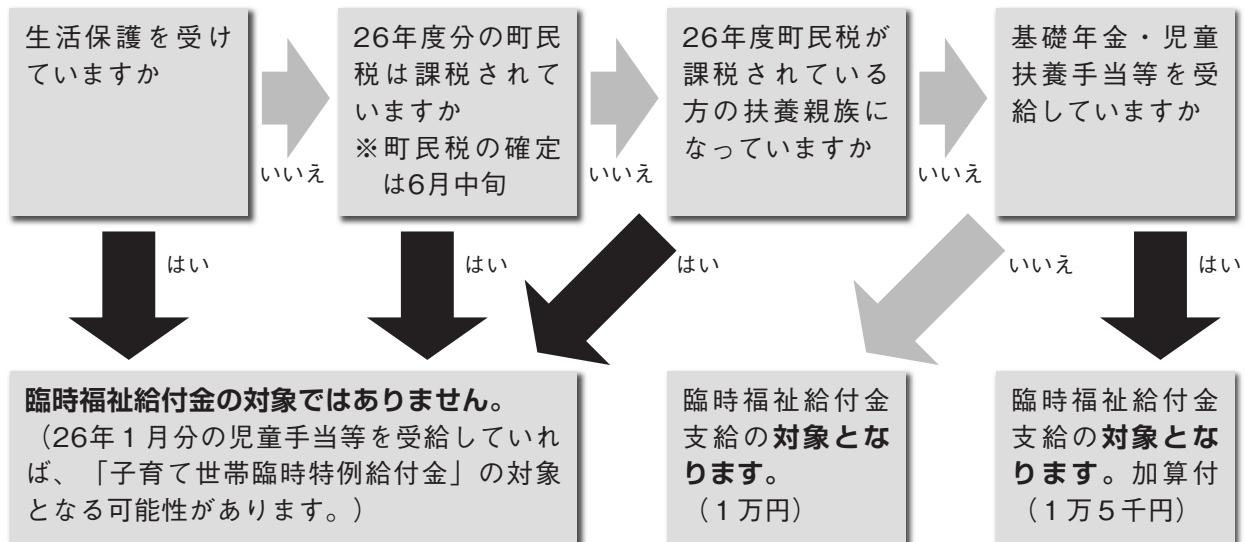 生活保護を受け
ていますか
いいえ
26年度分の町民
税は課税されて
いますか
※町民税の確定
は6月中旬
いいえ
26年度町民税が
課税されている
方の扶養親族に
なっていますか
いいえ
基礎年金・児童
扶養手当等を受
給していますか
はい
はい
はい
いいえ
はい
臨時福祉給付金の対象ではありません。
（26年１月分の児童手当等を受給していれ
ば、「子育て世帯臨時特例給付金」の対象
となる可能性があります。）
臨時福祉給付金
支給の対象とな
ります。
（１万円）
臨時福祉給付金
支給の対象とな
ります。加算付
（１万５千円）